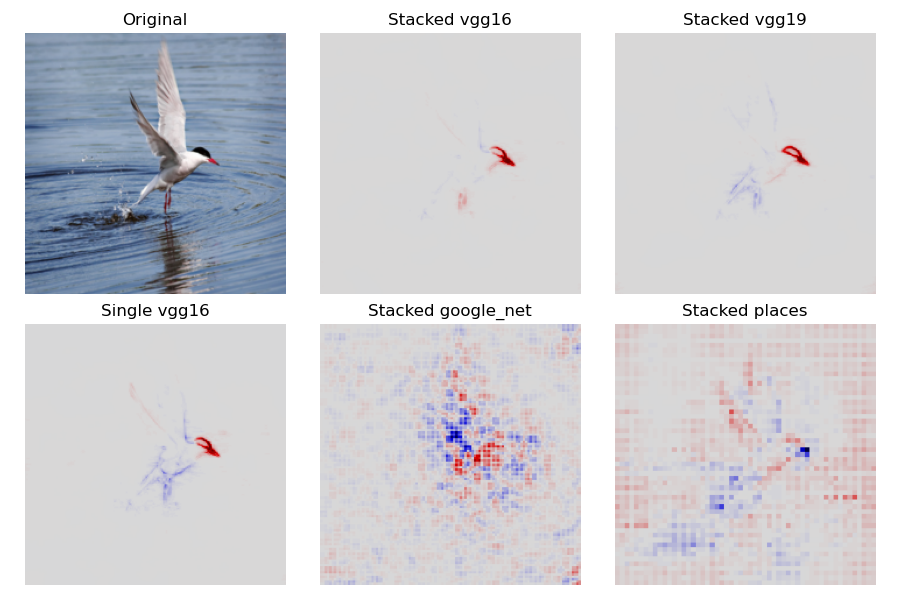 Original
Stacked vgg16
Stacked vgg19
Single vgg16
Stacked google_net
Stacked places